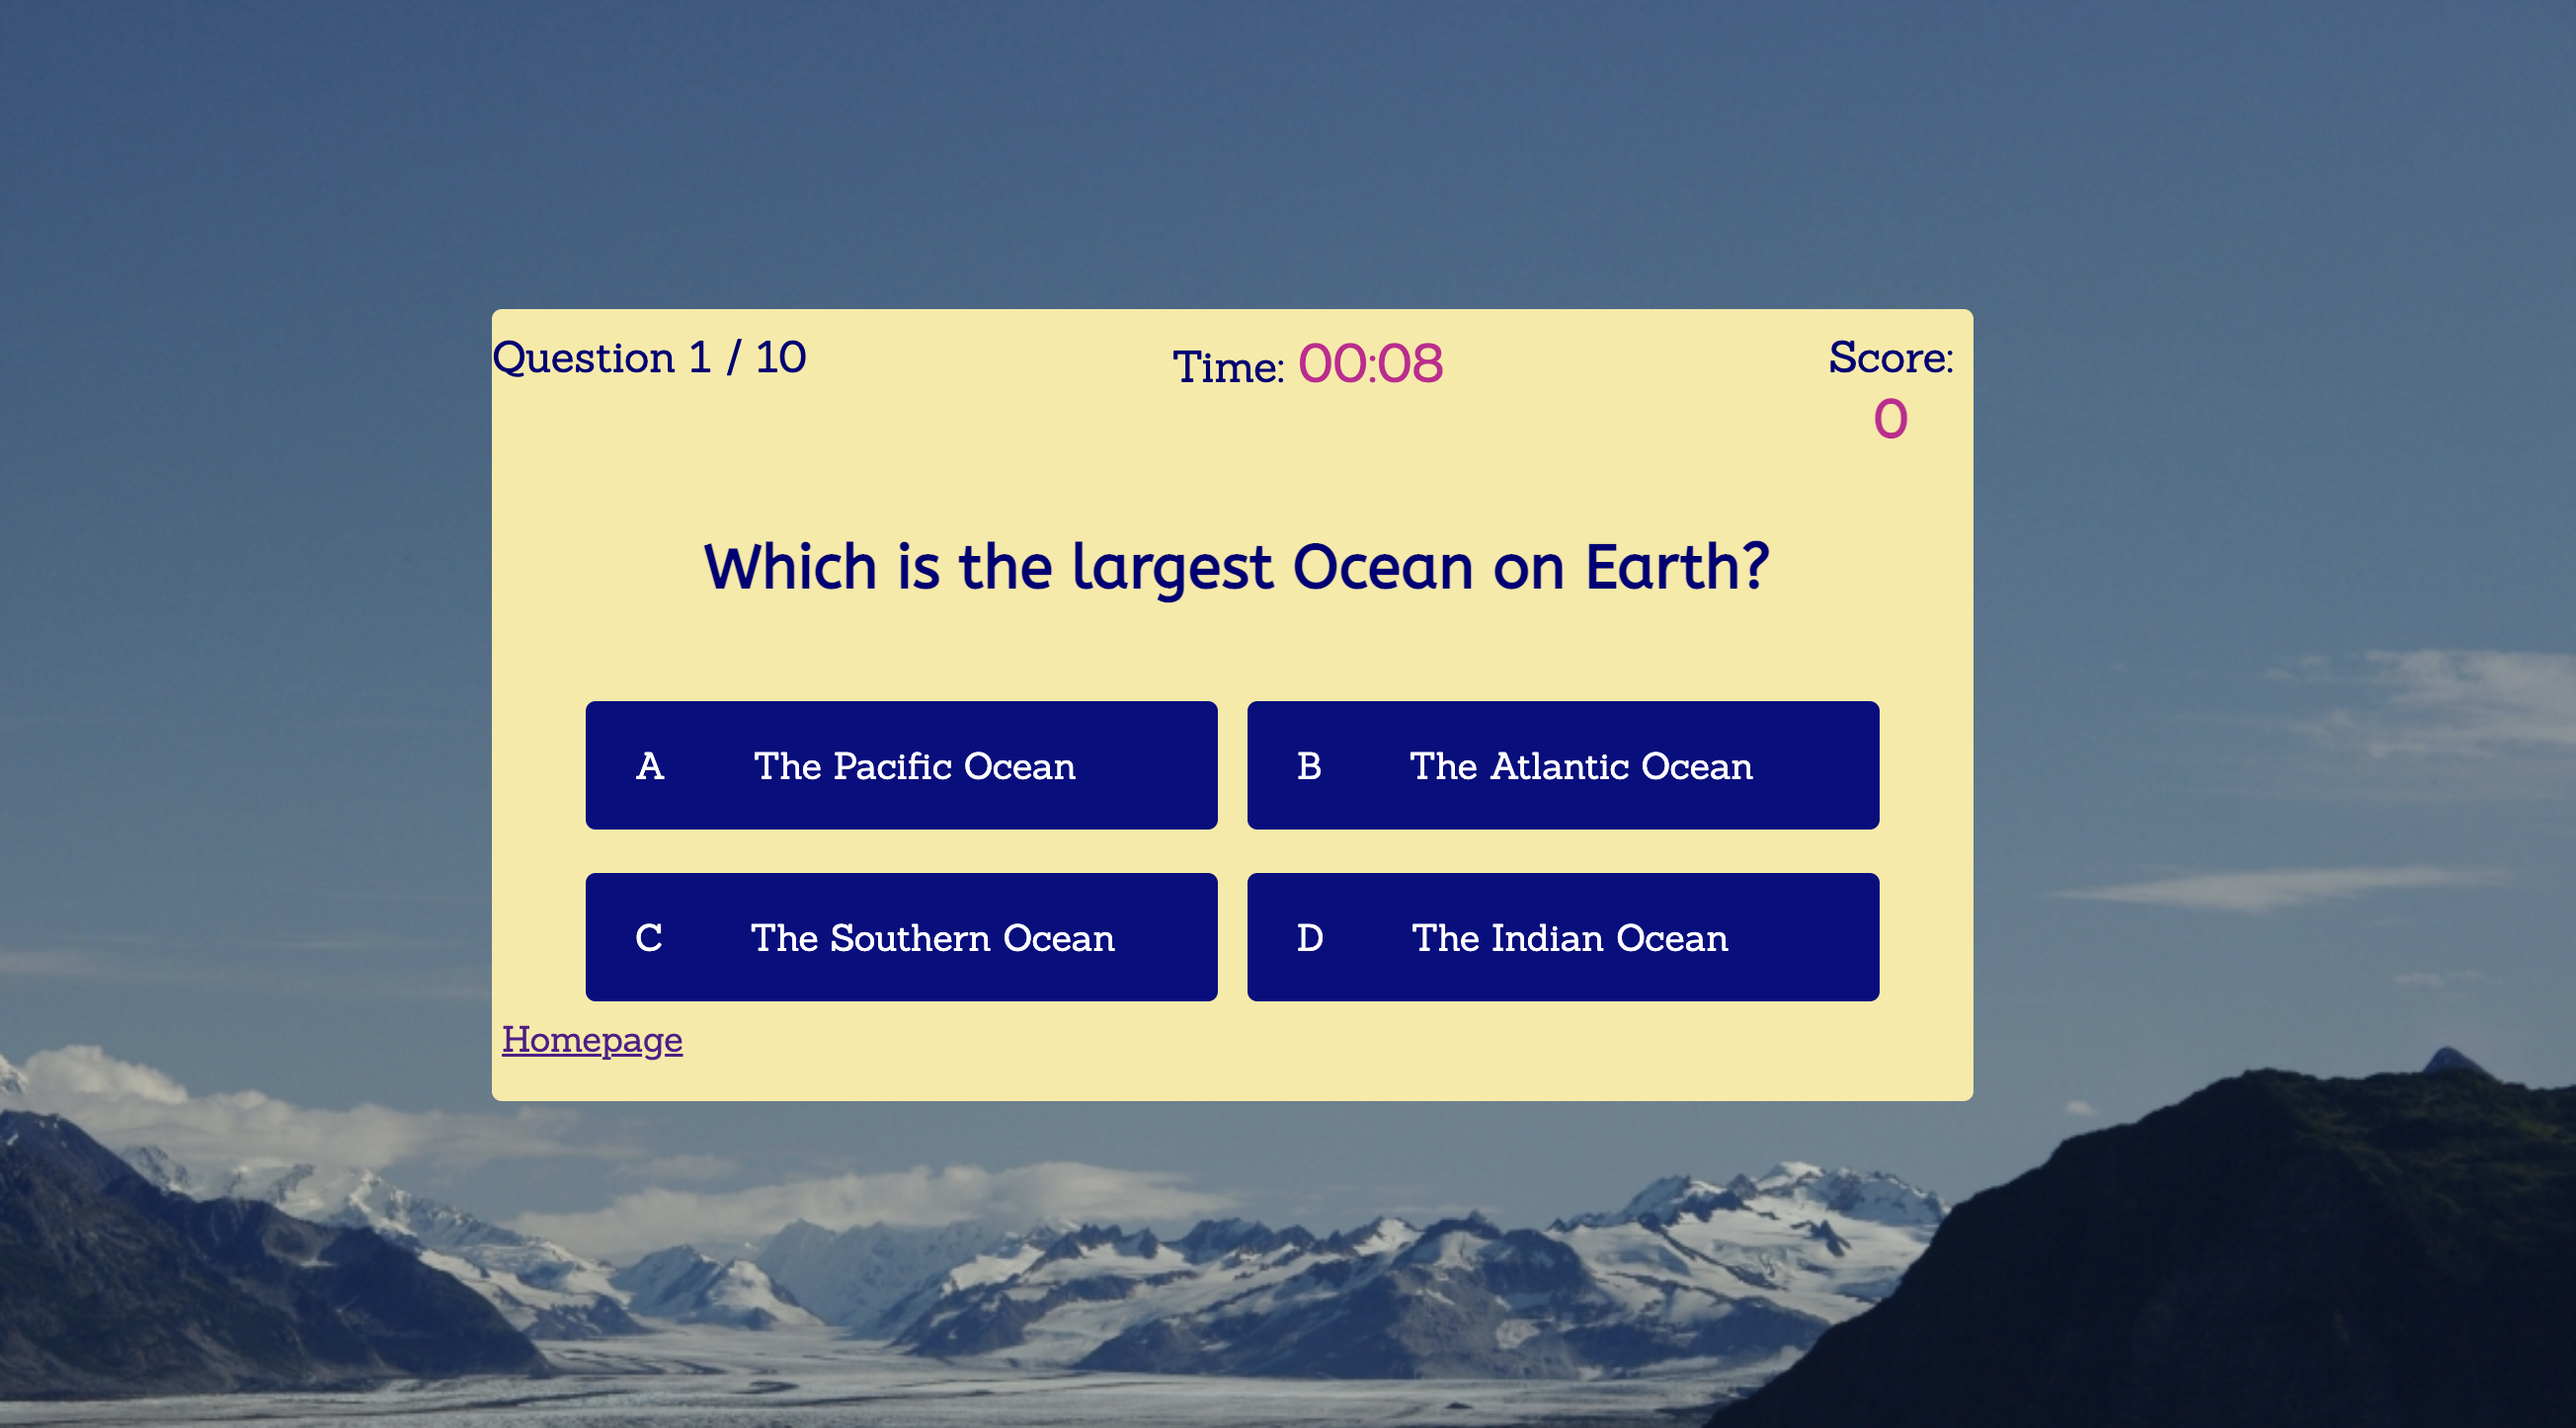 Question 1 / 10
Time: 00:08
Score:
0
Which is the largest Ocean on Earth?
A The Pacific Ocean
B The Atlantic Ocean
C The Southern Ocean
D The Indian Ocean
Homepage